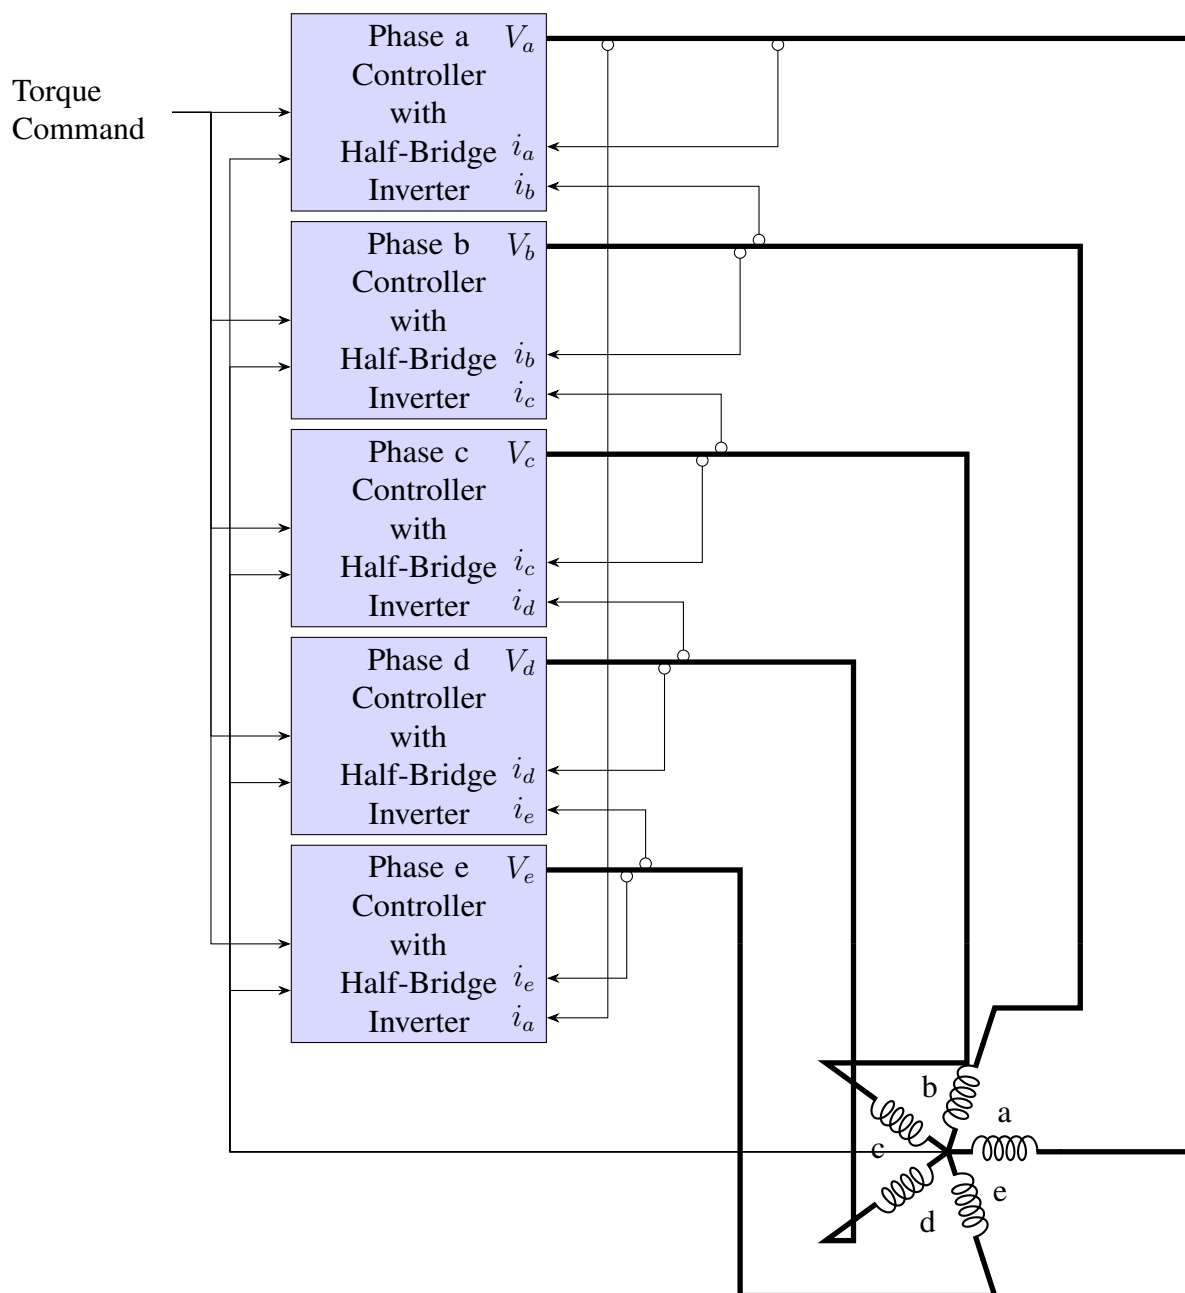 Torque
Command
Phase a V_a
Controller
with
Half-Bridge i_a
Inverter i_b
Phase b V_b
Controller
with
Half-Bridge i_b
Inverter i_c
Phase c V_c
Controller
with
Half-Bridge i_c
Inverter i_d
Phase d V_d
Controller
with
Half-Bridge i_d
Inverter i_e
Phase e V_e
Controller
with
Half-Bridge i_e
Inverter i_a
b
a
c
e
d